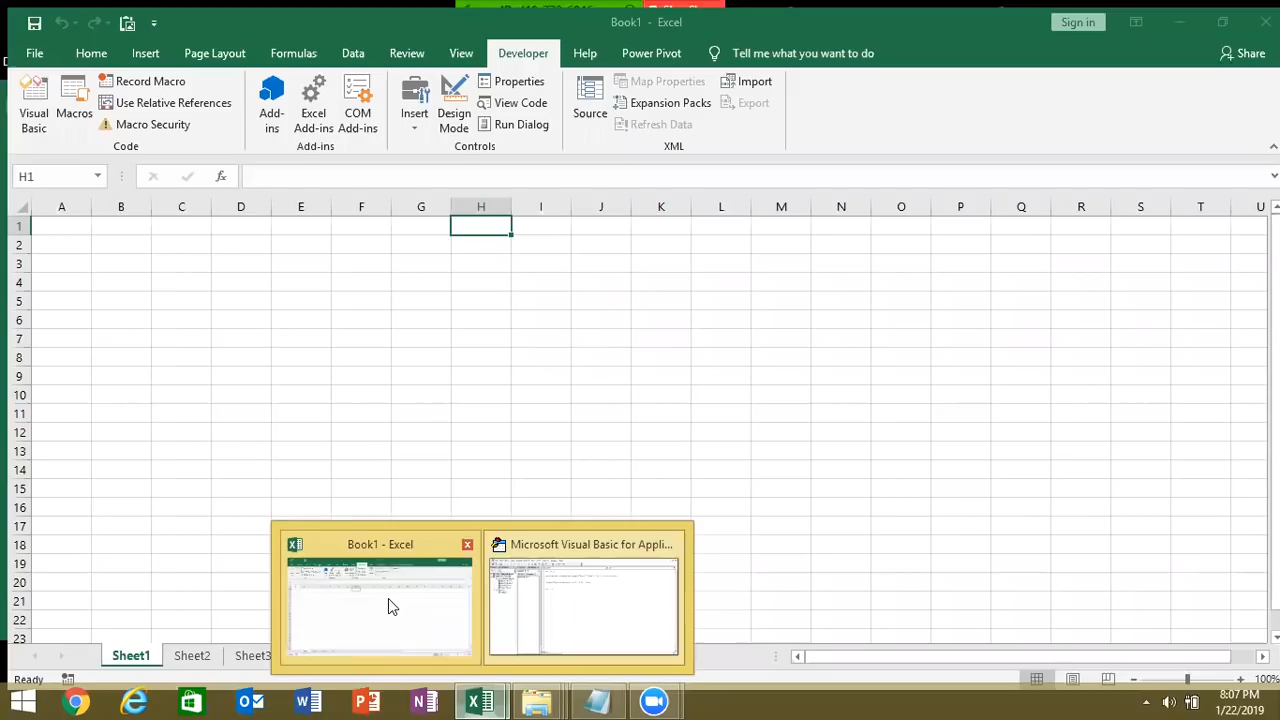 Book1 - Excel
Sign in
File Home Insert Page Layout Formulas Data Review View Developer Help Power Pivot Tell me what you want to do Share
Visual Basic
Macros
Record Macro
Use Relative References
Macro Security
Code
Add-ins
Excel Add-ins
COM Add-ins
Add-ins
Insert
Design Mode
Properties
View Code
Run Dialog
Controls
Source
Map Properties
Expansion Packs
Refresh Data
Import
Export
XML
H1
fx
A B C D E F G H I J K L M N O P Q R S T U
1
2
3
4
5
6
7
8
9
10
11
12
13
14
15
16
17
18
19
20
21
22
23
Book1 - Excel
Microsoft Visual Basic for Appli...
Sheet1 Sheet2 Sheet3
Ready
100%
8:07 PM
1/22/2019